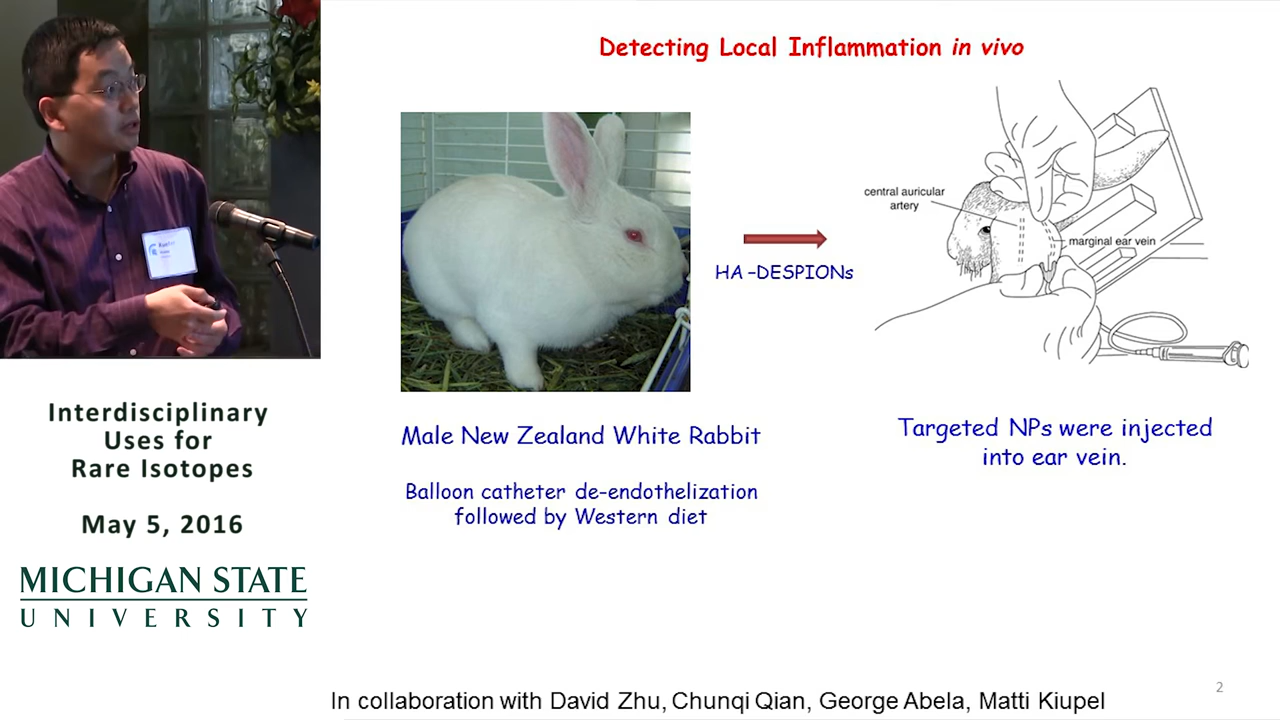 Detecting Local Inflammation in vivo
central auricular
artery
marginal ear vein
HA-DESPIONs
Male New Zealand White Rabbit
Balloon catheter de-endothelization
followed by Western diet
Targeted NPs were injected
into ear vein.
Interdisciplinary
Uses for
Rare Isotopes
May 5, 2016
MICHIGAN STATE
UNIVERSITY
In collaboration with David Zhu, Chunqi Qian, George Abela, Matti Kiupel
2